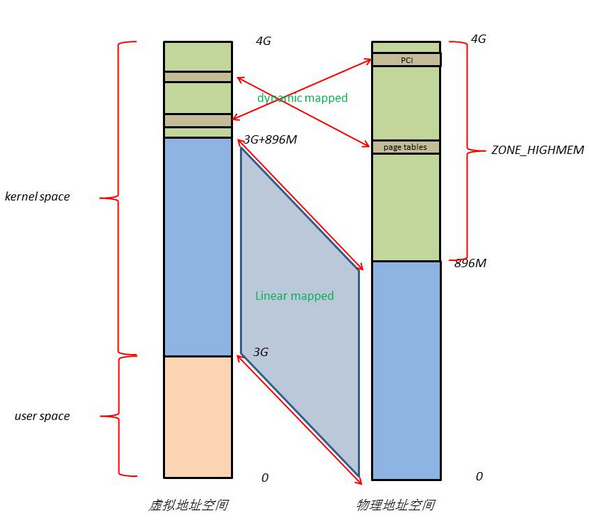 4G
4G
PCI
dynamic mapped
3G+896M
page tables
ZONE_HIGHMEM
kernel space
896M
Linear mapped
3G
user space
0
0
虚拟地址空间
物理地址空间